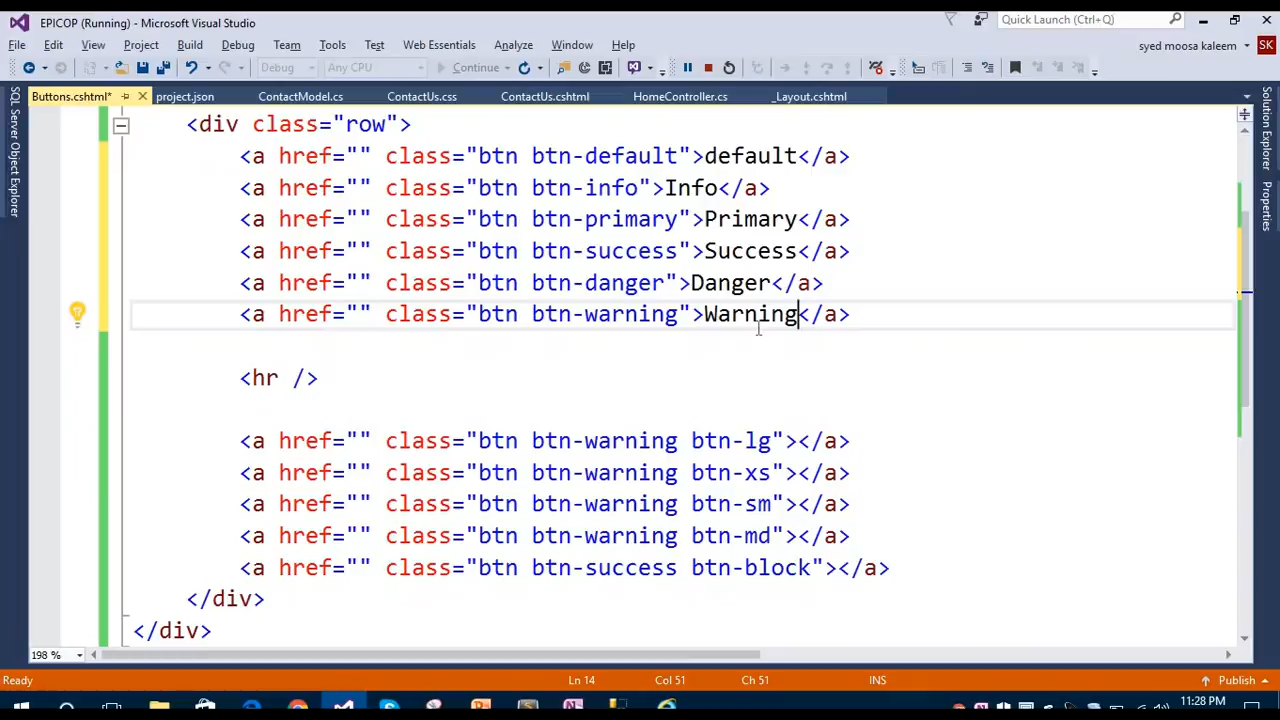 EPICOP (Running) - Microsoft Visual Studio
Quick Launch (Ctrl+Q)
File Edit View Project Build Debug Team Tools Test Web Essentials Analyze Window Help
syed moosa kaleem SK
Debug Any CPU Continue
Buttons.cshtml* project.json ContactModel.cs ContactUs.css ContactUs.cshtml HomeController.cs _Layout.cshtml
SQL Server Object Explorer
Solution Explorer
Properties
<div class="row">
<a href="" class="btn btn-default">default</a>
<a href="" class="btn btn-info">Info</a>
<a href="" class="btn btn-primary">Primary</a>
<a href="" class="btn btn-success">Success</a>
<a href="" class="btn btn-danger">Danger</a>
<a href="" class="btn btn-warning">Warning</a>
<hr />
<a href="" class="btn btn-warning btn-lg"></a>
<a href="" class="btn btn-warning btn-xs"></a>
<a href="" class="btn btn-warning btn-sm"></a>
<a href="" class="btn btn-warning btn-md"></a>
<a href="" class="btn btn-success btn-block"></a>
</div>
</div>
198 %
Ready Ln 14 Col 51 Ch 51 INS Publish
11:28 PM